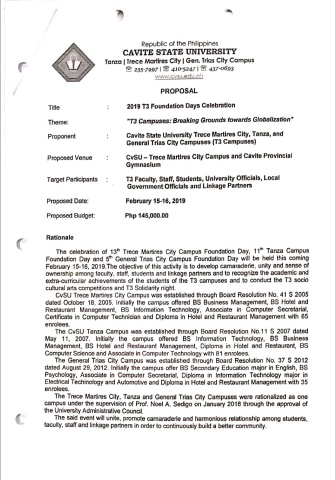 Republic of the Philippines
CAVITE STATE UNIVERSITY
Tanza | Trece Martires City | Gen. Trias City Campus
☎ 235-7997 | ☎ 410-5247 | ☎ 437-0693
www.cvsu.edu.ph
PROPOSAL
Title : 2019 T3 Foundation Days Celebration
Theme: "T3 Campuses: Breaking Grounds towards Globalization"
Proponent : Cavite State University Trece Martires City, Tanza, and
General Trias City Campuses (T3 Campuses)
Proposed Venue : CvSU – Trece Martires City Campus and Cavite Provincial
Gymnasium
Target Participants : T3 Faculty, Staff, Students, University Officials, Local
Government Officials and Linkage Partners
Proposed Date: February 15-16, 2019
Proposed Budget: Php 145,000.00
Rationale
The celebration of 13th Trece Martires City Campus Foundation Day, 11th Tanza Campus
Foundation Day and 5th General Trias City Campus Foundation Day will be held this coming
February 15-16, 2019.The objective of this activity is to develop camaraderie, unity and sense of
ownership among faculty, staff, students and linkage partners and to recognize the academic and
extra-curricular achievements of the students of the T3 campuses and to conduct the T3 socio
cultural arts competitions and T3 Solidarity night.
CvSU Trece Martires City Campus was established through Board Resolution No. 41 S 2005
dated October 18, 2005. Initially the campus offered BS Business Management, BS Hotel and
Restaurant Management, BS Information Technology, Associate in Computer Secretarial,
Certificate in Computer Technician and Diploma in Hotel and Restaurant Management with 65
enrolees.
The CvSU Tanza Campus was established through Board Resolution No.11 S 2007 dated
May 11, 2007. Initially the campus offered BS Information Technology, BS Business
Management, BS Hotel and Restaurant Management, Diploma in Hotel and Restaurant, BS
Computer Science and Associate in Computer Technology with 81 enrolees.
The General Trias City Campus was established through Board Resolution No. 37 S 2012
dated August 29, 2012. Initially the campus offer BS Secondary Education major in English, BS
Psychology, Associate in Computer Secretarial, Diploma in Information Technology major in
Electrical Technology and Automotive and Diploma in Hotel and Restaurant Management with 35
enrolees.
The Trece Martires City, Tanza and General Trias Campuses were rationalized as one
campus under the supervision of Prof. Noel A. Sedigo on January 2018 through the approval of
the University Administrative Council.
The said event will unite, promote camaraderie and harmonious relationship among students,
faculty, staff and linkage partner in order to continuously build a better community.